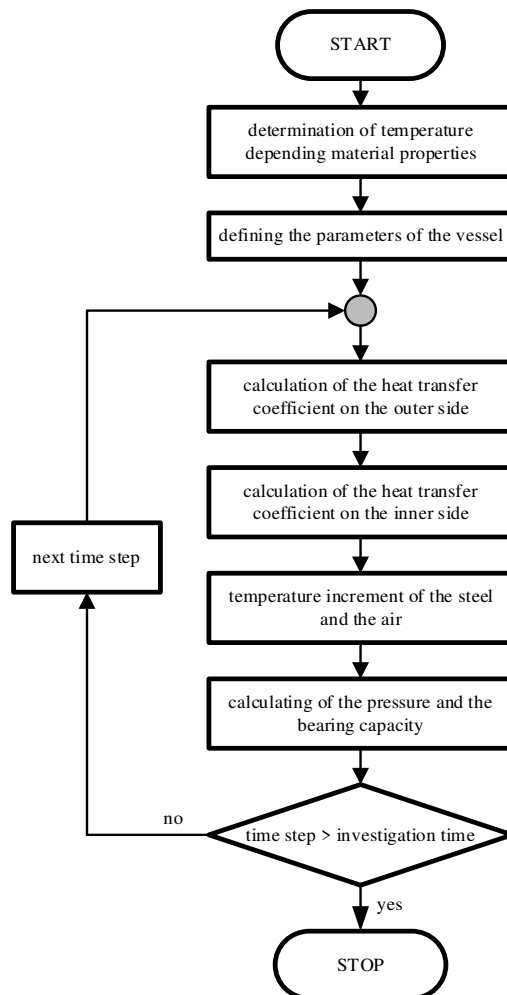 START
determination of temperature
depending material properties
defining the parameters of the vessel
calculation of the heat transfer
coefficient on the outer side
calculation of the heat transfer
coefficient on the inner side
next time step
temperature increment of the steel
and the air
calculating of the pressure and the
bearing capacity
no
time step > investigation time
yes
STOP